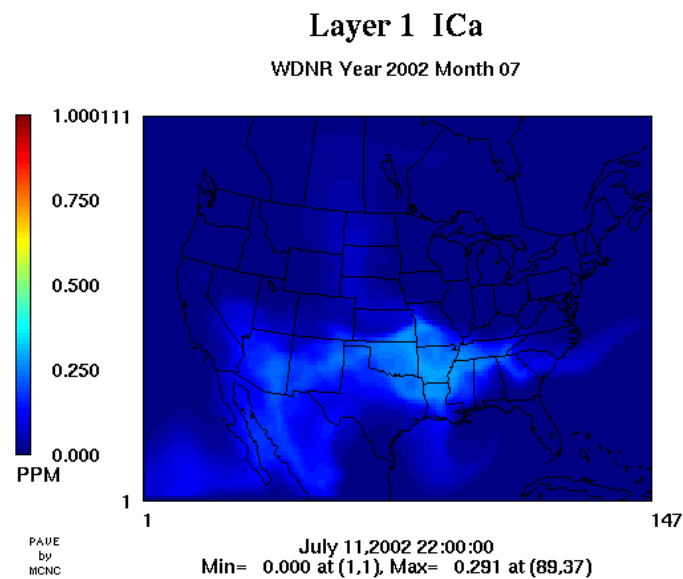 Layer 1 ICa
WDNR Year 2002 Month 07
1.000
0.750
0.500
0.250
0.000
PPM
111
1
1
147
PAVE
by
MCNC
July 11,2002 22:00:00
Min= 0.000 at (1,1), Max= 0.291 at (89,37)